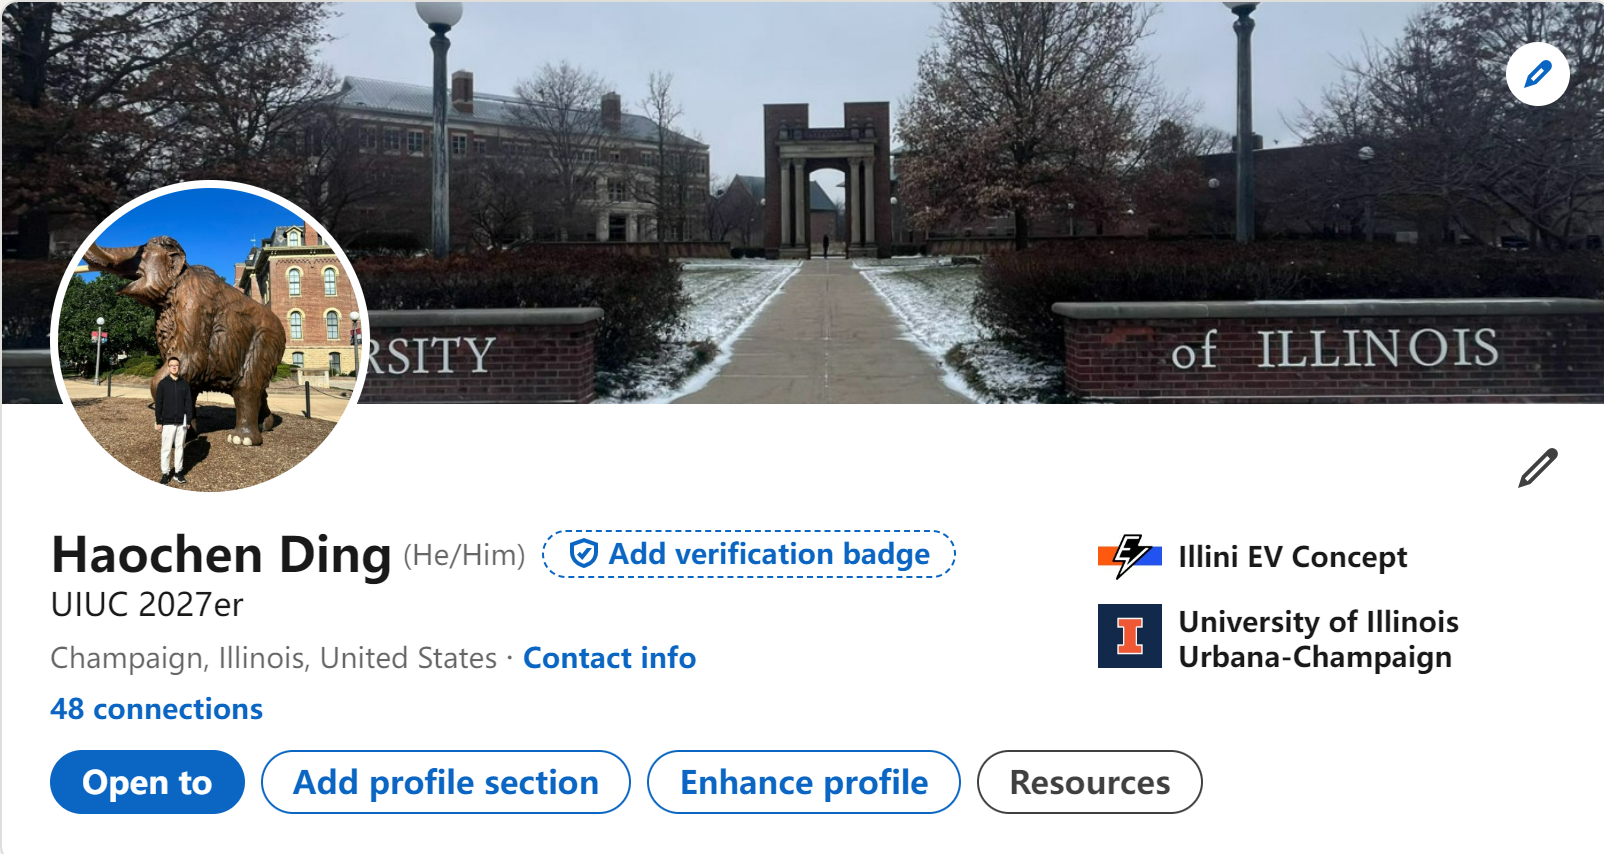 RSITY
of ILLINOIS
Haochen Ding (He/Him) Add verification badge
UIUC 2027er
Champaign, Illinois, United States · Contact info
48 connections
Open to Add profile section Enhance profile Resources
E Illini EV Concept
I University of Illinois
Urbana-Champaign